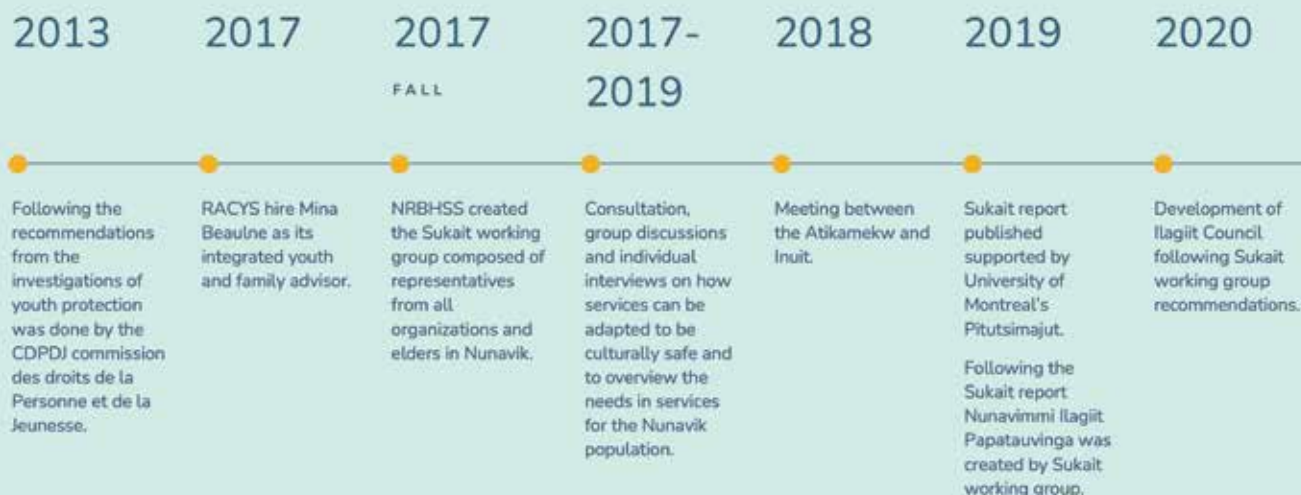 2013
Following the
recommendations
from the
investigations of
youth protection
was done by the
CDPDJ commission
des droits de la
Personne et de la
Jeunesse.
2017
RACYS hire Mina
Beaulne as its
integrated youth
and family advisor.
2017
FALL
NRBHSS created
the Sukait working
group composed of
representatives
from all
organizations and
elders in Nunavik.
2017-
2019
Consultation,
group discussions
and individual
interviews on how
services can be
adapted to be
culturally safe and
to overview the
needs in services
for the Nunavik
population.
2018
Meeting between
the Atikamekw and
Inuit.
2019
Sukait report
published
supported by
University of
Montreal's
Pitutsimajut.
Following the
Sukait report
Nunavimmi Ilagiit
Papatauvinga was
created by Sukait
working group.
2020
Development of
Ilagiit Council
following Sukait
working group
recommendations.